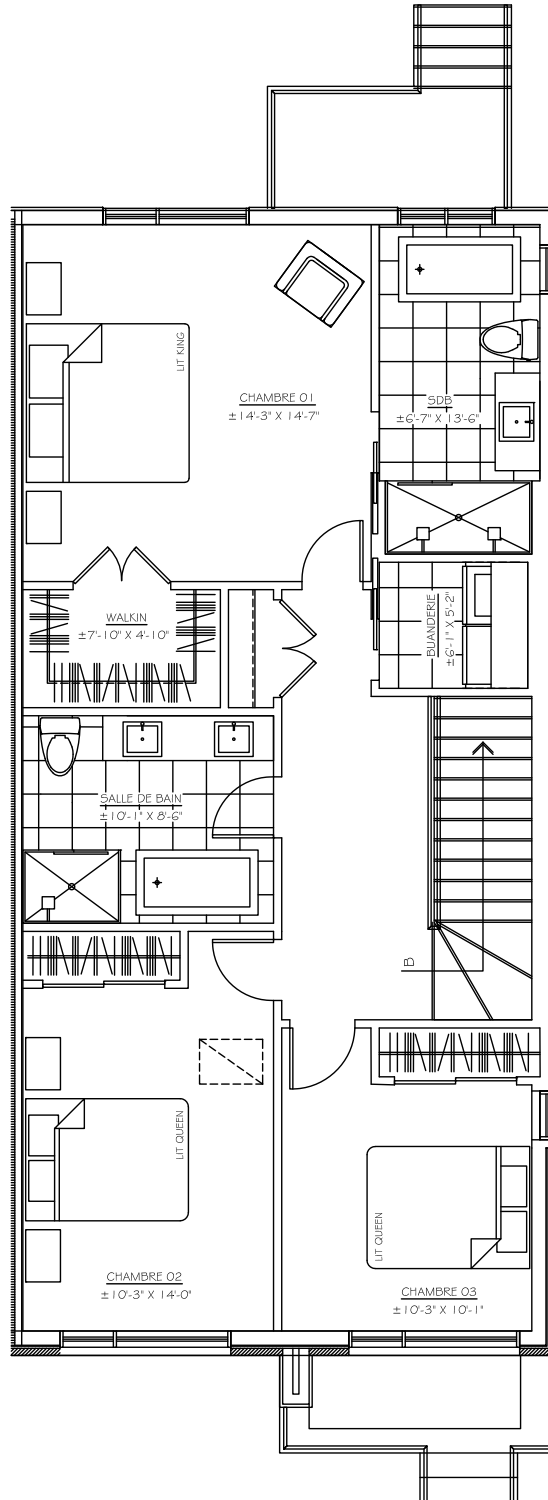 LIT KING
CHAMBRE 01
±14'-3" X 14'-7"
SDB
±6'-7" X 13'-6"
WALKIN
±7'-10" X 4'-10"
BUANDERIE
±6'-1" X 5'-2"
SALLE DE BAIN
±10'-1" X 8'-6"
B
LIT QUEEN
CHAMBRE 02
±10'-3" X 14'-0"
LIT QUEEN
CHAMBRE 03
±10'-3" X 10'-1"